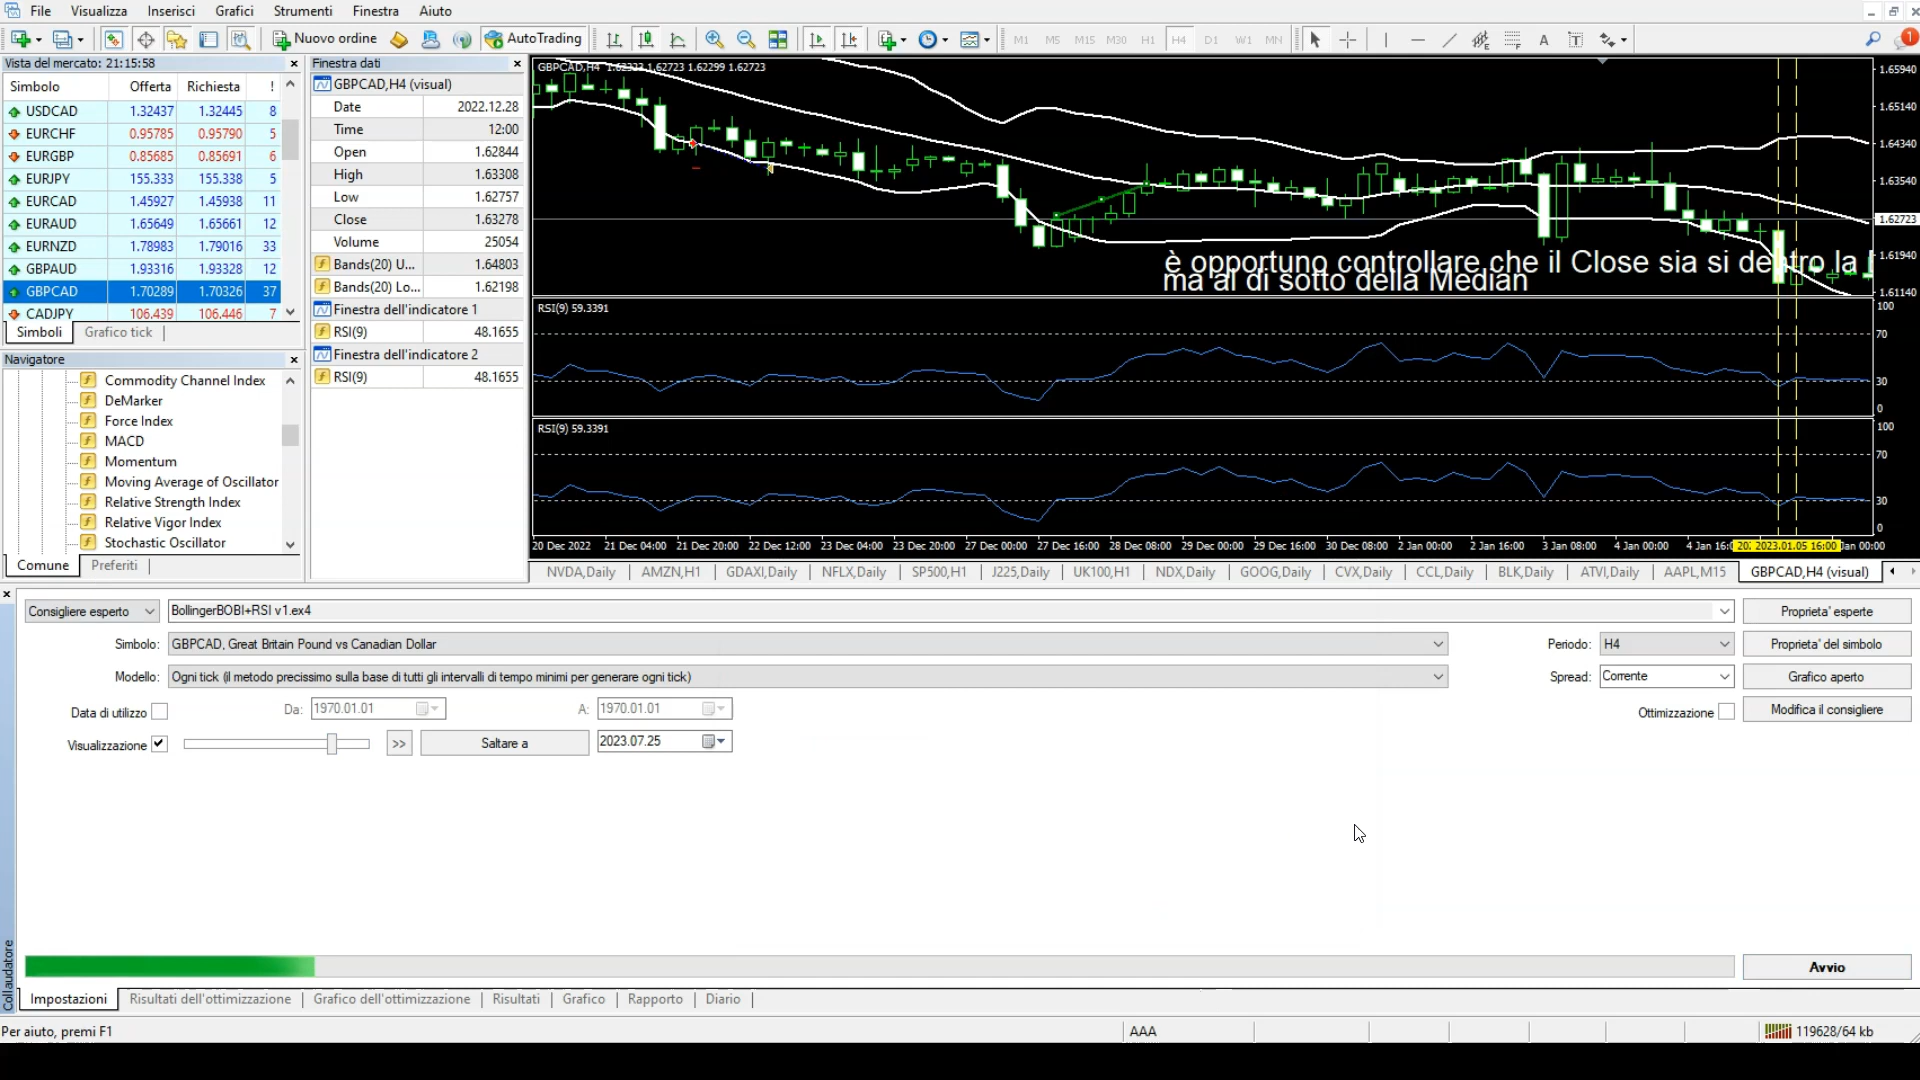 File Visualizza Inserisci Grafici Strumenti Finestra Aiuto
Nuovo ordine AutoTrading M1 M5 M15 M30 H1 H4 D1 W1 MN A T 1
Vista del mercato: 21:15:58
Simbolo Offerta Richiesta !
USDCAD 1.32437 1.32445 8
EURCHF 0.95785 0.95790 5
EURGBP 0.85685 0.85691 6
EURJPY 155.333 155.338 5
EURCAD 1.45927 1.45938 11
EURAUD 1.65649 1.65661 12
EURNZD 1.78983 1.79016 33
GBPAUD 1.93316 1.93328 12
GBPCAD 1.70289 1.70326 37
CADJPY 106.439 106.446 7
Simboli Grafico tick
Navigatore
Commodity Channel Index
DeMarker
Force Index
MACD
Momentum
Moving Average of Oscillator
Relative Strength Index
Relative Vigor Index
Stochastic Oscillator
Comune Preferiti
Finestra dati
GBPCAD,H4 (visual)
Date 2022.12.28
Time 12:00
Open 1.62844
High 1.63308
Low 1.62757
Close 1.63278
Volume 25054
Bands(20) U... 1.64803
Bands(20) Lo... 1.62198
Finestra dell'indicatore 1
RSI(9) 48.1655
Finestra dell'indicatore 2
RSI(9) 48.1655
GBPCAD,H4 1.62323 1.62723 1.62299 1.62723
1.65940
1.65140
1.64340
1.63540
1.62723
1.61940
1.61140
è opportuno controllare che il Close sia si dentro la
ma al di sotto della Median
RSI(9) 59.3391
100
70
30
0
RSI(9) 59.3391
100
70
30
0
20 Dec 2022 21 Dec 04:00 21 Dec 20:00 22 Dec 12:00 23 Dec 04:00 23 Dec 20:00 27 Dec 00:00 27 Dec 16:00 28 Dec 08:00 29 Dec 00:00 29 Dec 16:00 30 Dec 08:00 2 Jan 00:00 2 Jan 16:00 3 Jan 08:00 4 Jan 00:00 4 Jan 16:0 2023.01.05 16:00 Jan 00:00
NVDA,Daily AMZN,H1 GDAXI,Daily NFLX,Daily SP500,H1 J225,Daily UK100,H1 NDX,Daily GOOG,Daily CVX,Daily CCL,Daily BLK,Daily ATVI,Daily AAPL,M15 GBPCAD,H4 (visual)
Consigliere esperto BollingerBOBI+RSI v1.ex4 Proprieta' esperte
Simbolo: GBPCAD, Great Britain Pound vs Canadian Dollar Periodo: H4 Proprieta' del simbolo
Modello: Ogni tick (il metodo precissimo sulla base di tutti gli intervalli di tempo minimi per generare ogni tick) Spread: Corrente Grafico aperto
Data di utilizzo Da: 1970.01.01 A: 1970.01.01 Ottimizzazione Modifica il consigliere
Visualizzazione >> Saltare a 2023.07.25
Avvio
Collaudatore
Impostazioni Risultati dell'ottimizzazione Grafico dell'ottimizzazione Risultati Grafico Rapporto Diario
Per aiuto, premi F1 AAA 119628/64 kb